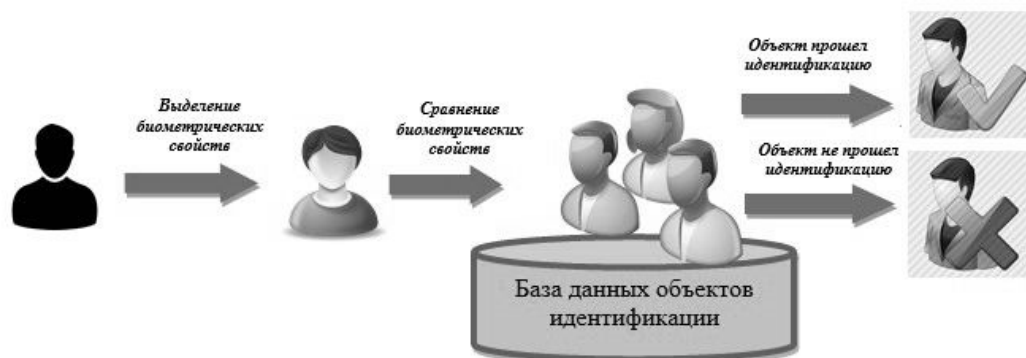 Выделение
биометрических
свойств
Сравнение
биометрических
свойств
Объект прошел
идентификацию
Объект не прошел
идентификацию
База данных объектов
идентификации